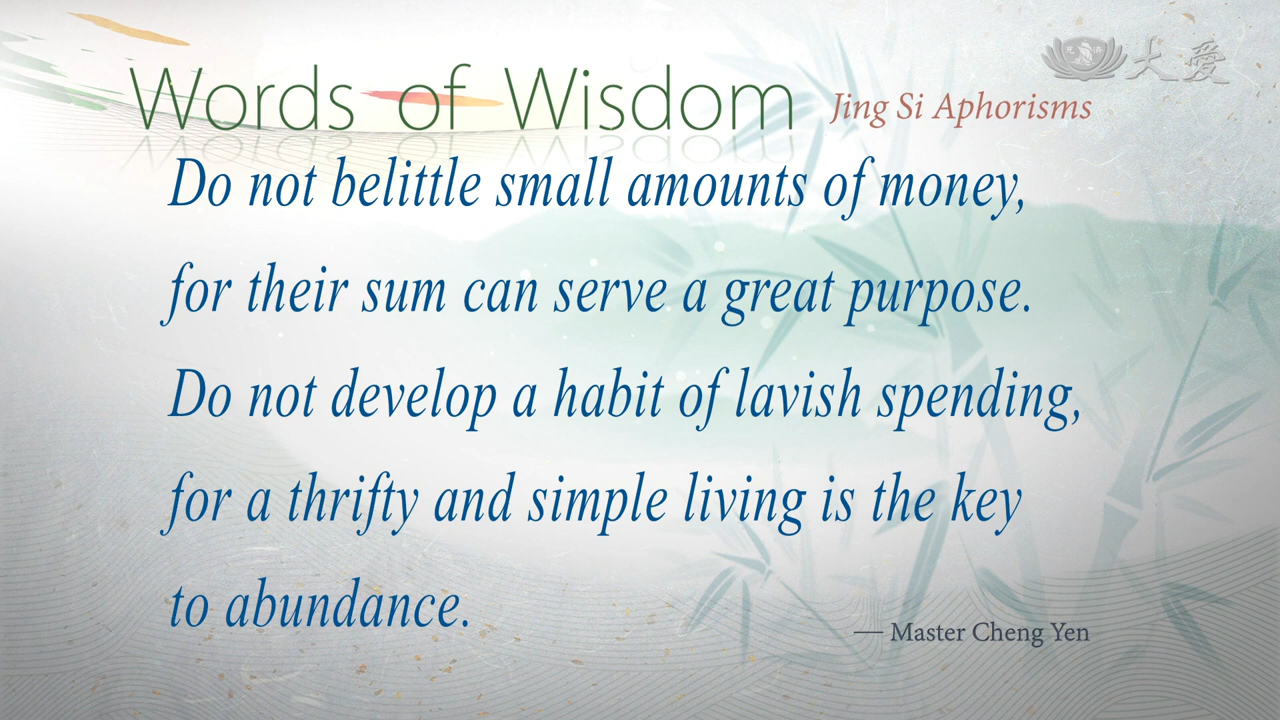 Words of Wisdom
Jing Si Aphorisms
大愛
Do not belittle small amounts of money,
for their sum can serve a great purpose.
Do not develop a habit of lavish spending,
for a thrifty and simple living is the key
to abundance.
— Master Cheng Yen